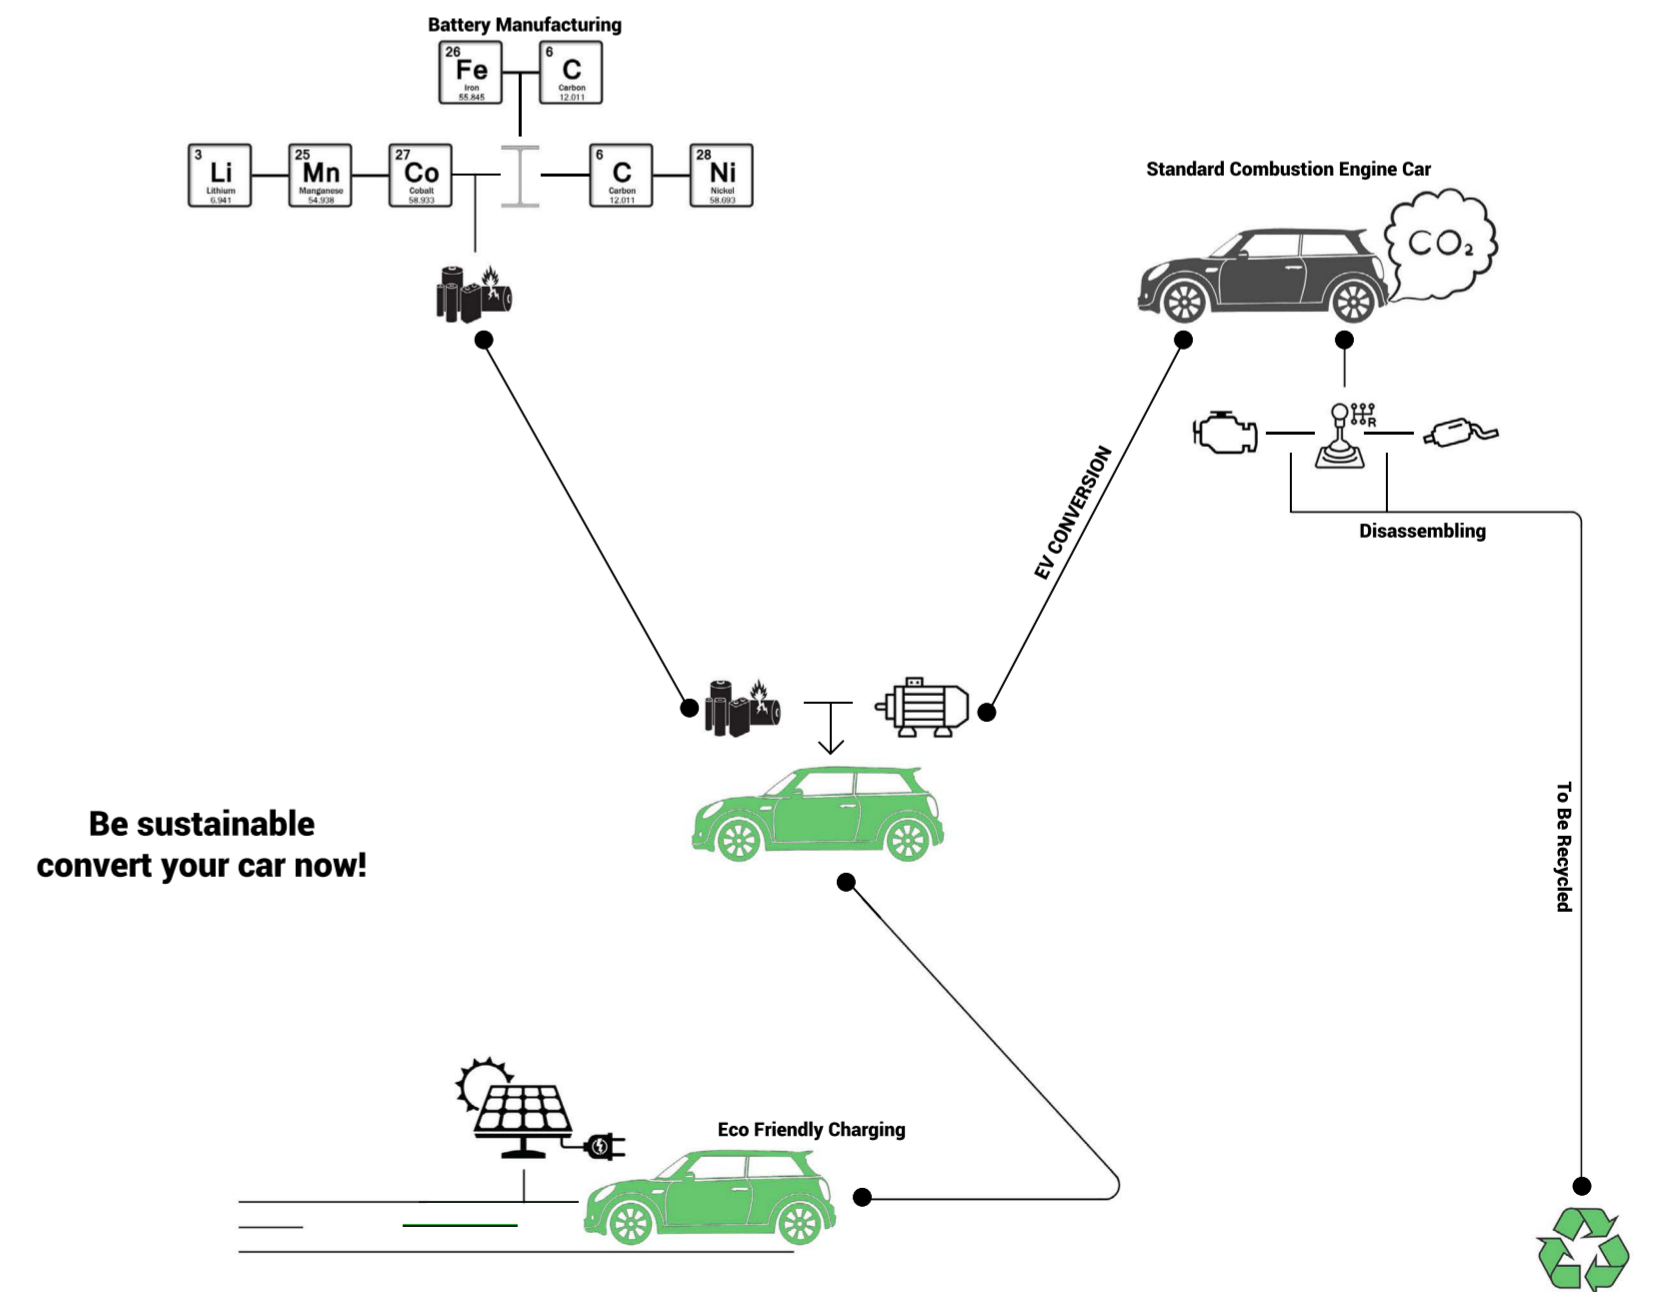 Battery Manufacturing
26
Fe
Iron
55.845
6
C
Carbon
12.011
3
Li
Lithium
6.941
25
Mn
Manganese
54.938
27
Co
Cobalt
58.933
6
C
Carbon
12.011
28
Ni
Nickel
58.693
Standard Combustion Engine Car
CO₂
R
Disassembling
EV CONVERSION
To Be Recycled
Be sustainable
convert your car now!
Eco Friendly Charging